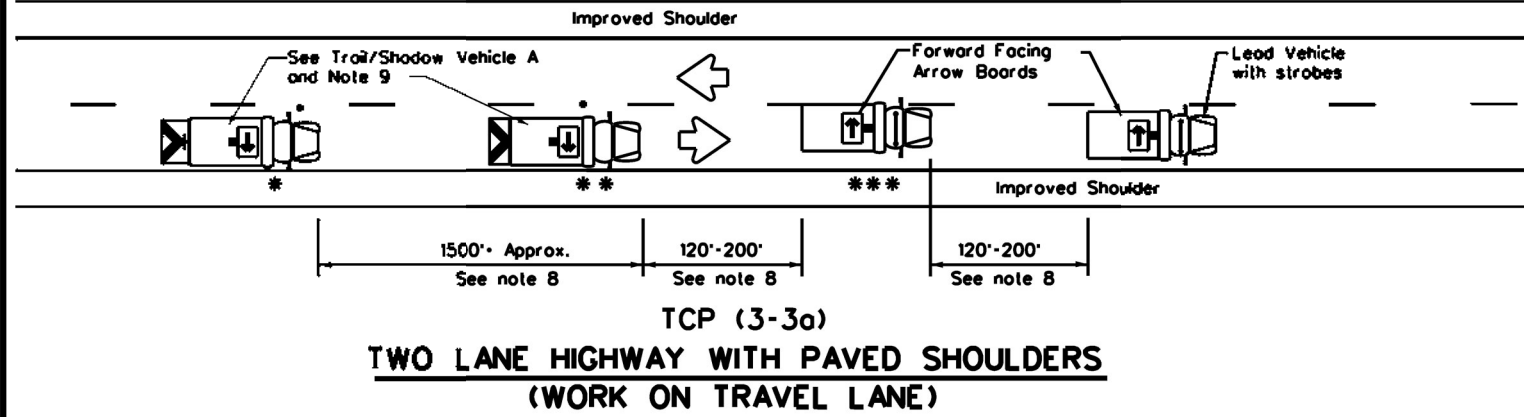 Improved Shoulder
See Trail/Shadow Vehicle A
and Note 9
Forward Facing
Arrow Boards
Lead Vehicle
with strobes
*
**
***
Improved Shoulder
1500'+ Approx.
See note 8
120'-200'
See note 8
120'-200'
See note 8
TCP (3-3a)
TWO LANE HIGHWAY WITH PAVED SHOULDERS
(WORK ON TRAVEL LANE)